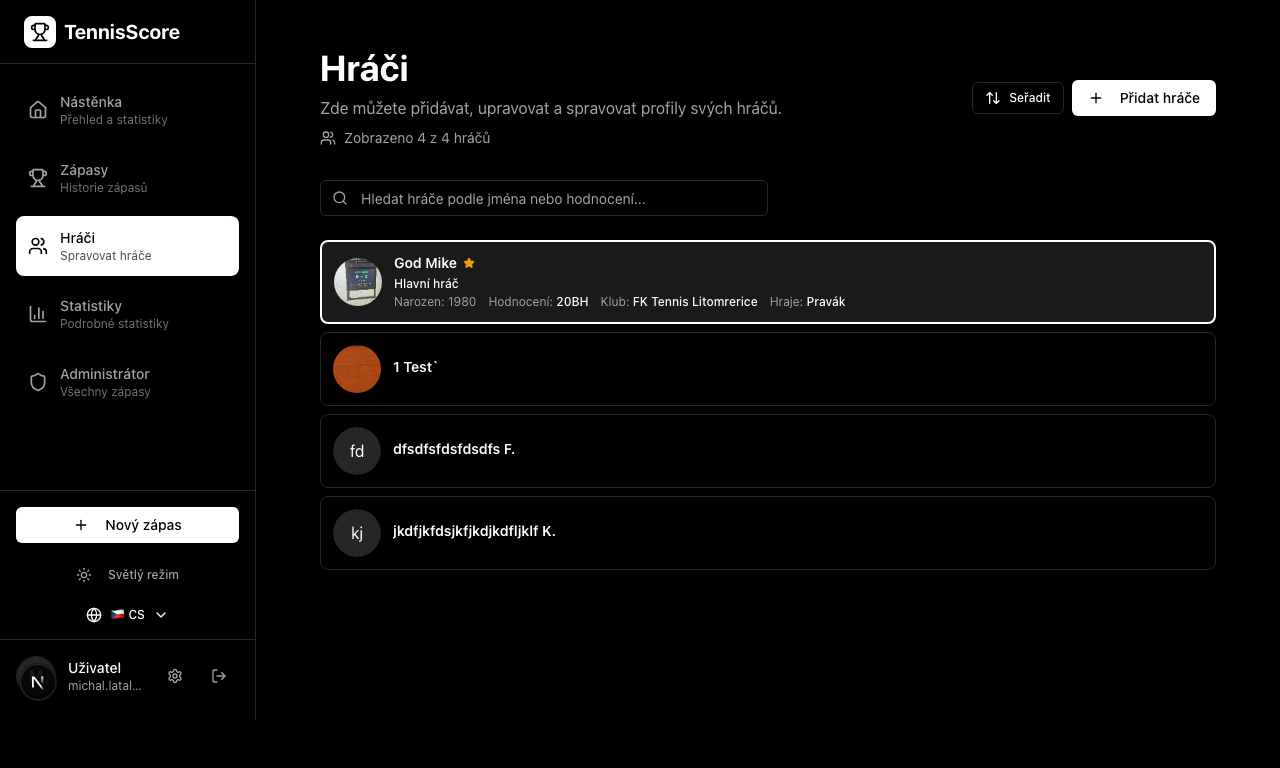 TennisScore
Nástěnka
Přehled a statistiky
Zápasy
Historie zápasů
Hráči
Spravovat hráče
Statistiky
Podrobné statistiky
Administrátor
Všechny zápasy
Nový zápas
Světlý režim
🇨🇿 CS
N
Uživatel
michal.latal...
Hráči
Zde můžete přidávat, upravovat a spravovat profily svých hráčů.
Zobrazeno 4 z 4 hráčů
Seřadit
Přidat hráče
Hledat hráče podle jména nebo hodnocení...
God Mike
Hlavní hráč
Narozen: 1980 Hodnocení: 20BH Klub: FK Tennis Litomrerice Hraje: Pravák
1 Test`
fd
dfsdfsfdsfdsdfs F.
kj
jkdfjkfdsjkfjkdjkdfljklf K.